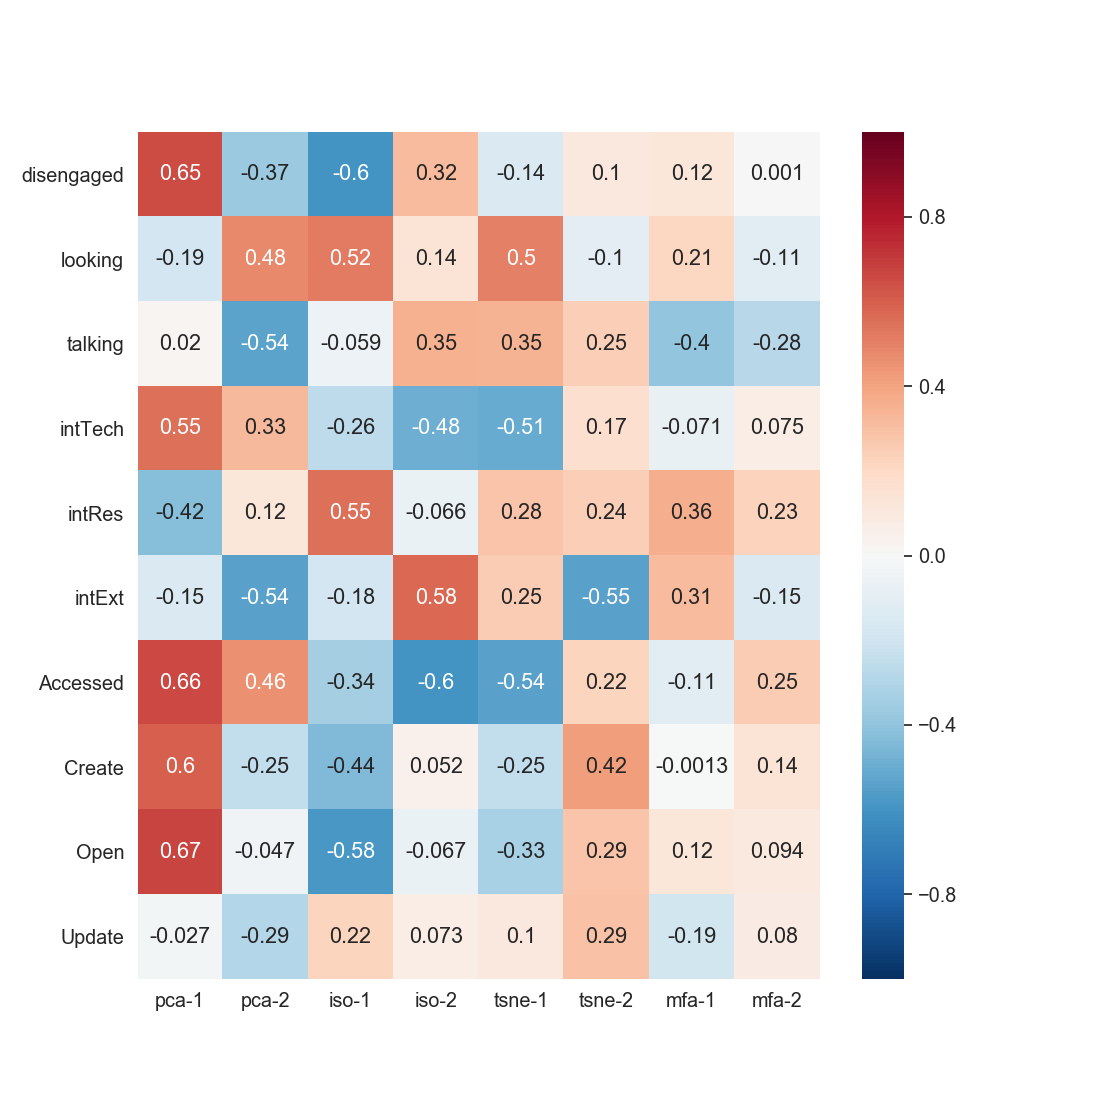 disengaged 0.65 -0.37 -0.6 0.32 -0.14 0.1 0.12 0.001
looking -0.19 0.48 0.52 0.14 0.5 -0.1 0.21 -0.11
talking 0.02 -0.54 -0.059 0.35 0.35 0.25 -0.4 -0.28
intTech 0.55 0.33 -0.26 -0.48 -0.51 0.17 -0.071 0.075
intRes -0.42 0.12 0.55 -0.066 0.28 0.24 0.36 0.23
intExt -0.15 -0.54 -0.18 0.58 0.25 -0.55 0.31 -0.15
Accessed 0.66 0.46 -0.34 -0.6 -0.54 0.22 -0.11 0.25
Create 0.6 -0.25 -0.44 0.052 -0.25 0.42 -0.0013 0.14
Open 0.67 -0.047 -0.58 -0.067 -0.33 0.29 0.12 0.094
Update -0.027 -0.29 0.22 0.073 0.1 0.29 -0.19 0.08
pca-1 pca-2 iso-1 iso-2 tsne-1 tsne-2 mfa-1 mfa-2
0.8
0.4
0.0
−0.4
−0.8